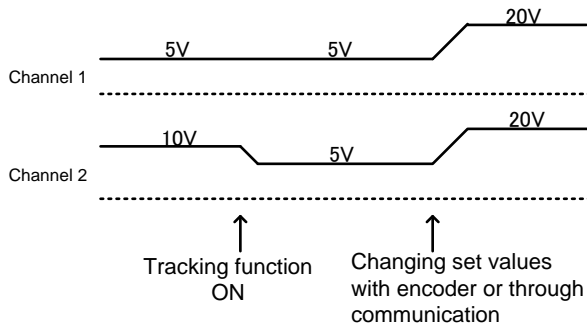 20V
5V 5V
Channel 1
10V 5V 20V
Channel 2
Tracking function
ON
Changing set values
with encoder or through
communication